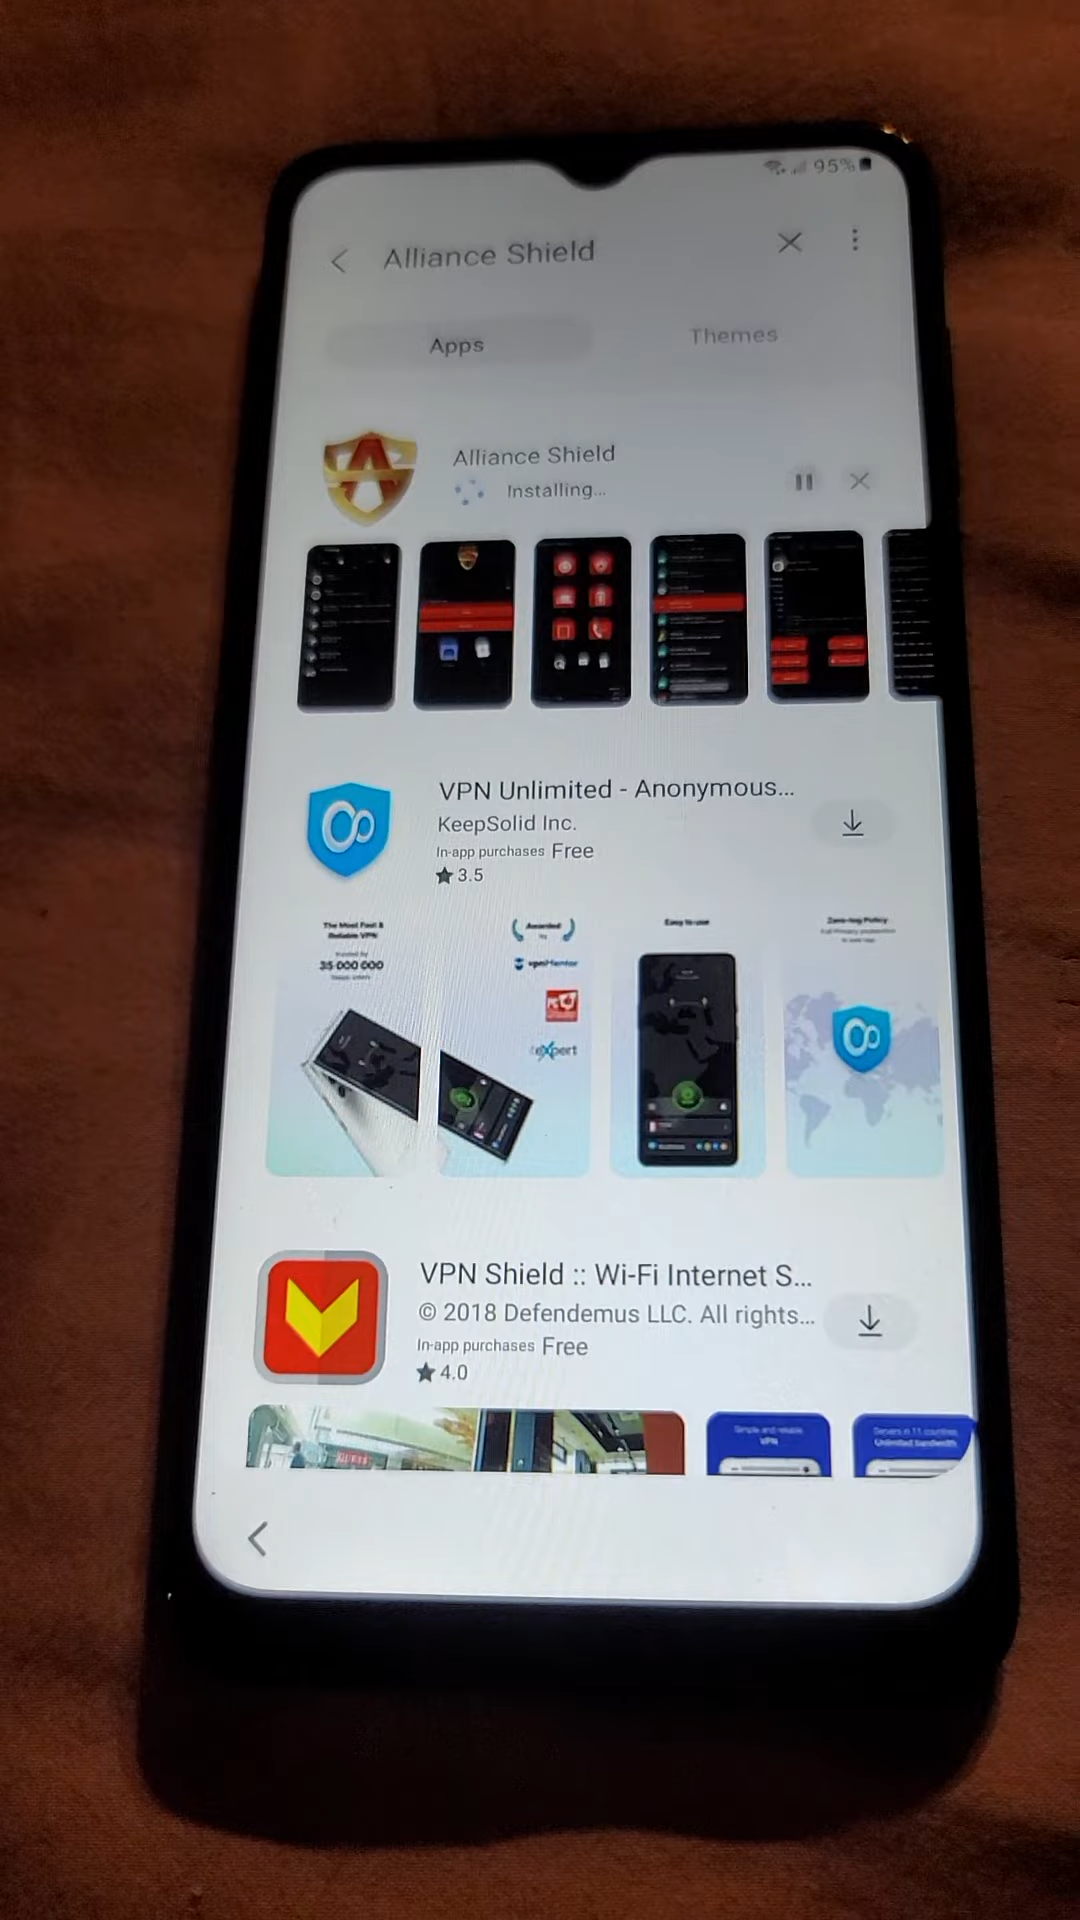 95%
Alliance Shield
Apps
Themes
Alliance Shield
Installing...
VPN Unlimited - Anonymous...
KeepSolid Inc.
In-app purchases Free
3.5
The Most Fast &
Reliable VPN
35 000 000
Awarded
by
vpnMentor
Easy to use
Zero-log Policy
VPN Shield :: Wi-Fi Internet S...
© 2018 Defendemus LLC. All rights...
In-app purchases Free
4.0
Simple and reliable
VPN
Servers in 11 countries
Unlimited bandwidth